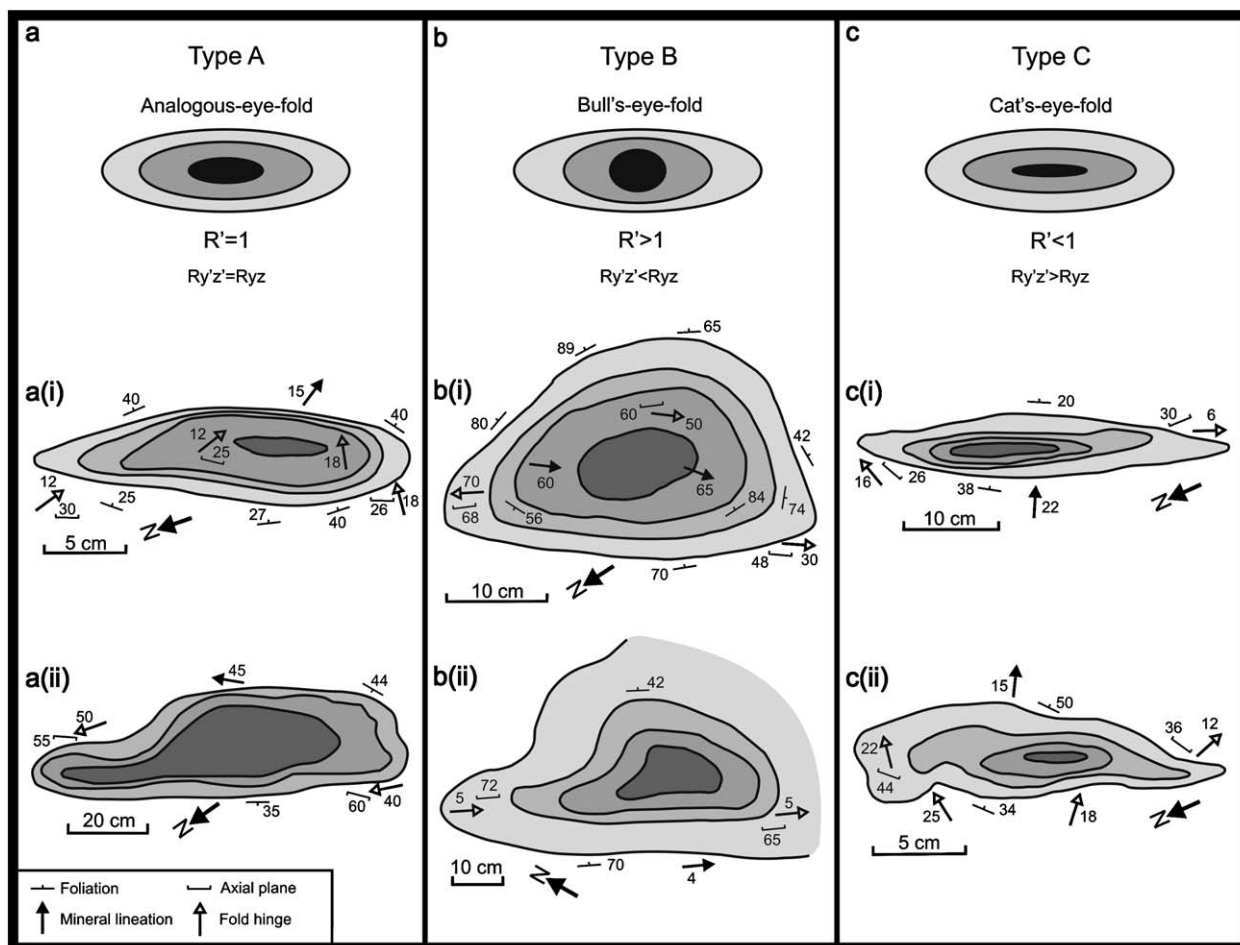 a
Type A
Analogous-eye-fold
R'=1
Ry'z'=Ryz
a(i)
40
15
40
12
25
18
12
30
25
27
40
26
18
N
5 cm
a(ii)
45
44
50
55
35
60
40
N
20 cm
Foliation
Axial plane
Mineral lineation
Fold hinge
b
Type B
Bull's-eye-fold
R'>1
Ry'z'<Ryz
b(i)
89
65
80
60
50
42
60
65
70
68
56
84
74
70
48
30
N
10 cm
b(ii)
42
5
72
5
65
70
4
N
10 cm
c
Type C
Cat's-eye-fold
R'<1
Ry'z'>Ryz
c(i)
20
30
6
16
26
38
22
N
10 cm
c(ii)
15
50
36
12
22
44
25
34
18
N
5 cm